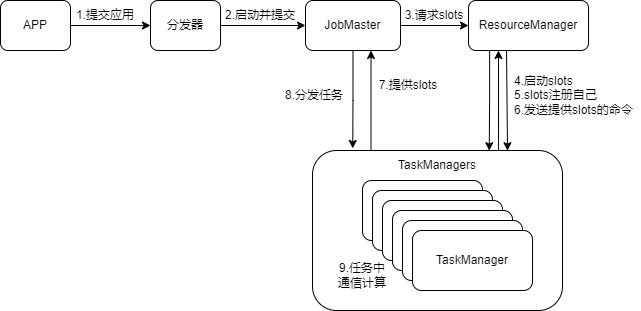 APP
1.提交应用
分发器
2.启动并提交
JobMaster
3.请求slots
ResourceManager
8.分发任务
7.提供slots
4.启动slots
5.slots注册自己
6.发送提供slots的命令
TaskManagers
TaskManager
9.任务中
通信计算